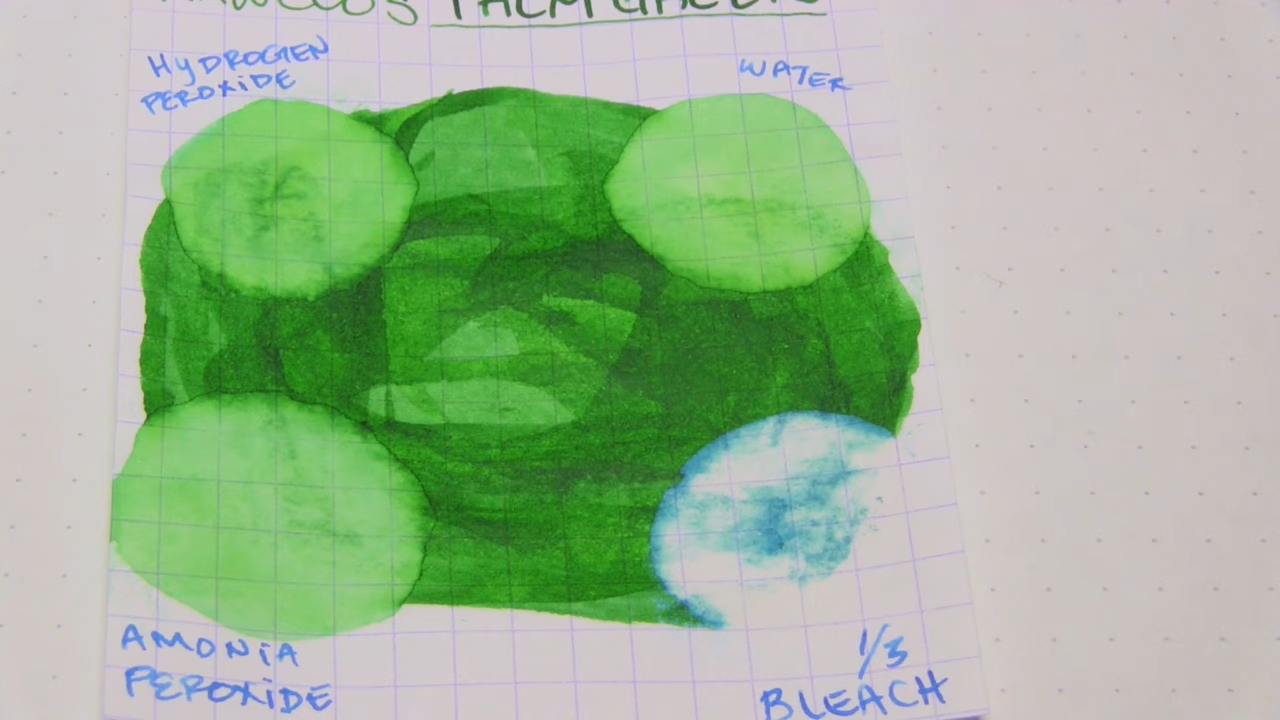 HYDROGEN
PEROXIDE
WATER
AMONIA
PEROXIDE
1/3
BLEACH